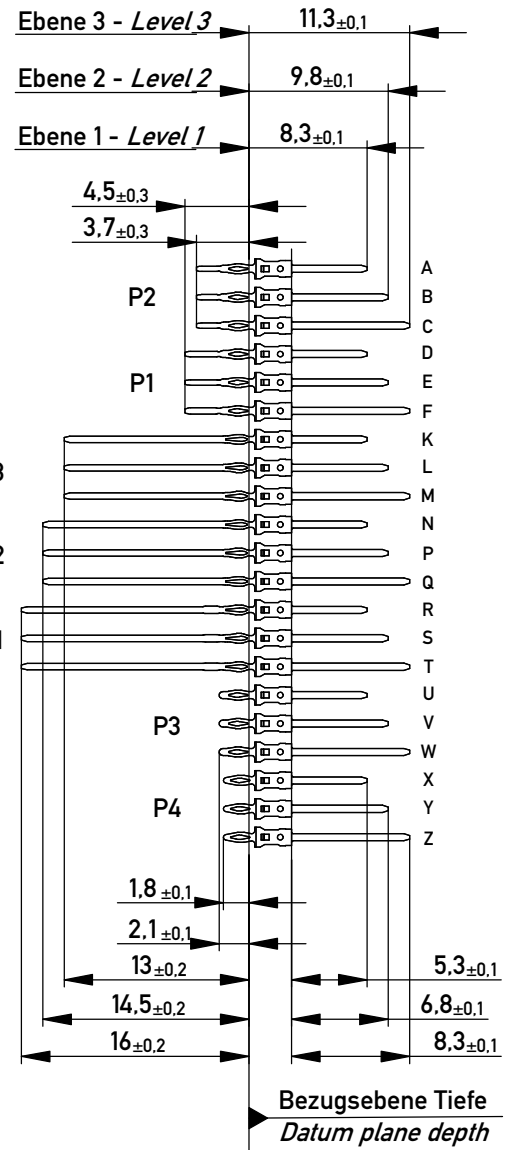 Ebene 3 - Level 3 11,3±0,1
Ebene 2 - Level 2 9,8±0,1
Ebene 1 - Level 1 8,3±0,1
4,5±0,3
3,7±0,3
A
P2 B
C
D
P1 E
F
K
L
M
N
2 P
Q
R
S
T
U
P3 V
W
X
P4 Y
Z
1,8 ±0,1
2,1 ±0,1
13±0,2 5,3±0,1
14,5±0,2 6,8±0,1
16±0,2 8,3±0,1
Bezugsebene Tiefe
Datum plane depth